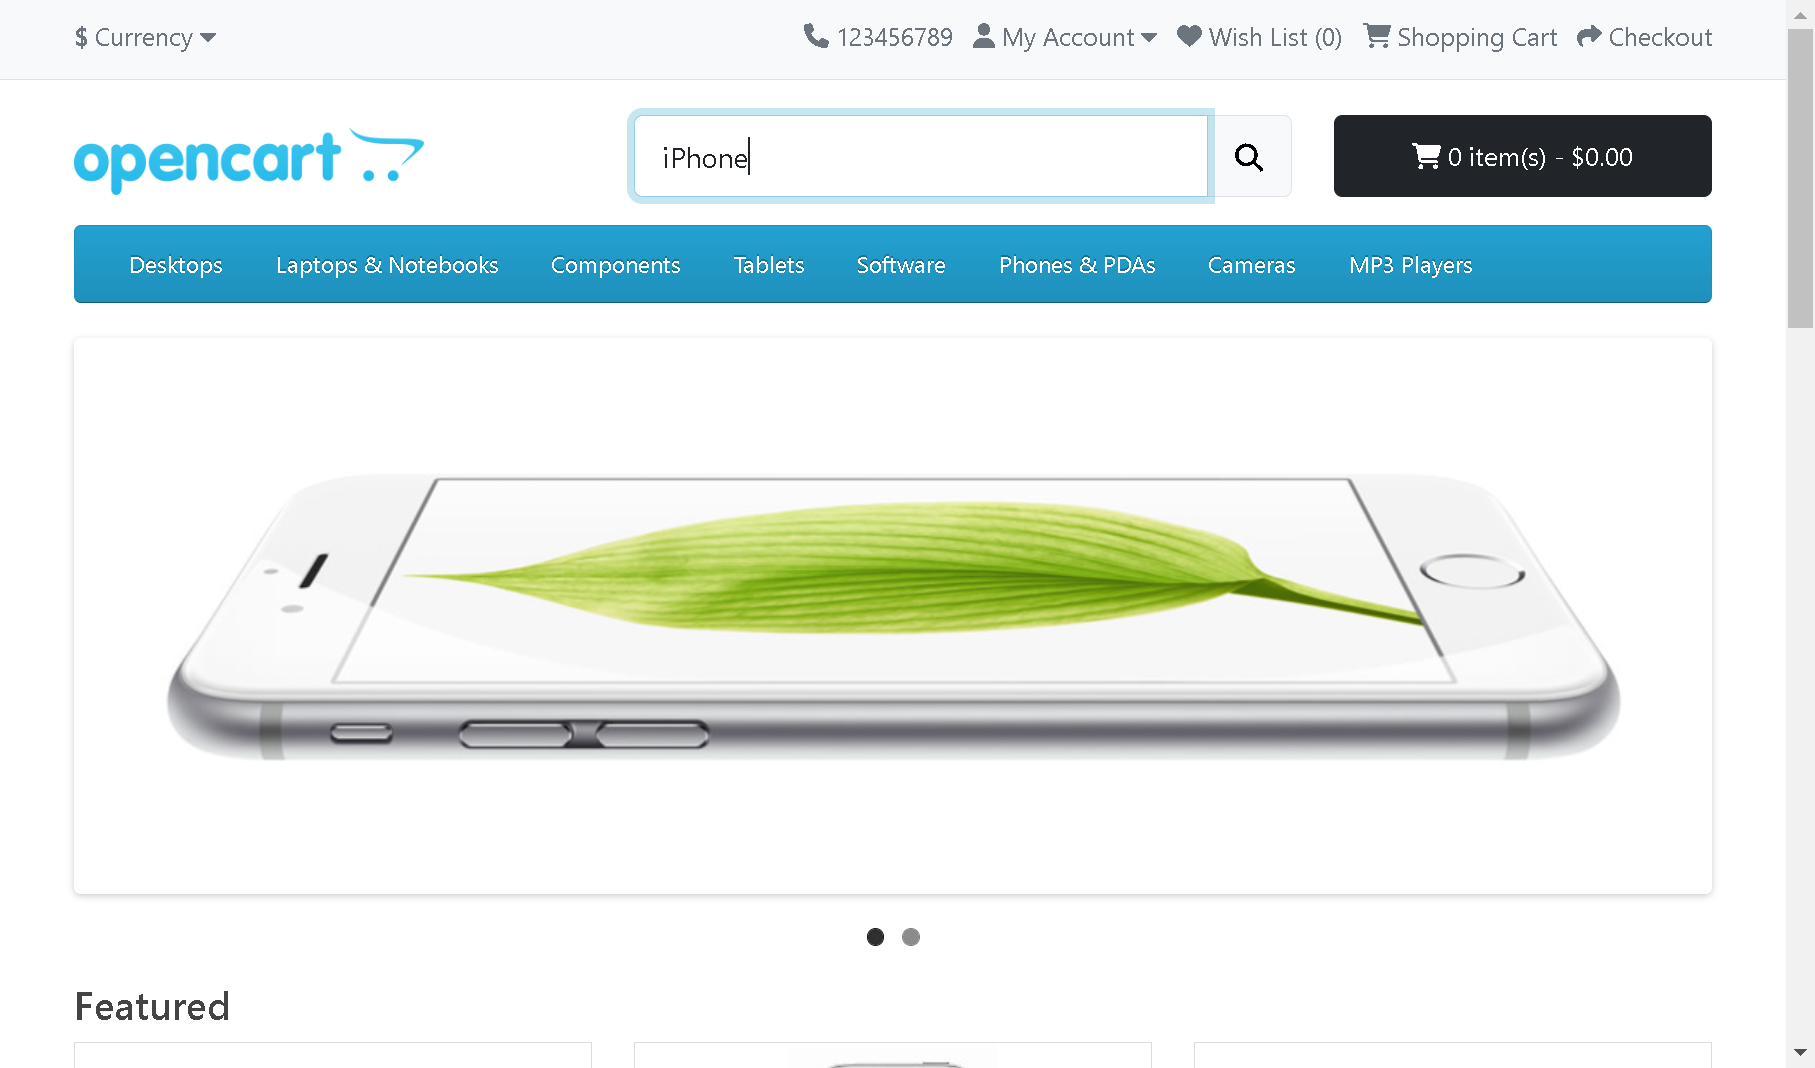 $ Currency 123456789 My Account Wish List (0) Shopping Cart Checkout
opencart iPhone 0 item(s) - $0.00
Desktops Laptops & Notebooks Components Tablets Software Phones & PDAs Cameras MP3 Players
Featured